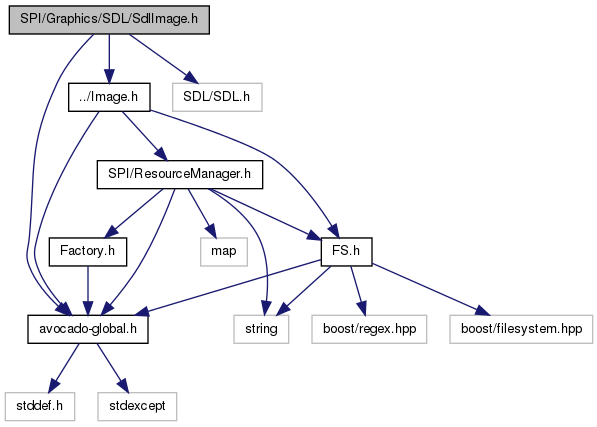 SPI/Graphics/SDL/SdlImage.h
../Image.h
SDL/SDL.h
SPI/ResourceManager.h
Factory.h
map
FS.h
avocado-global.h
string
boost/regex.hpp
boost/filesystem.hpp
stddef.h
stdexcept